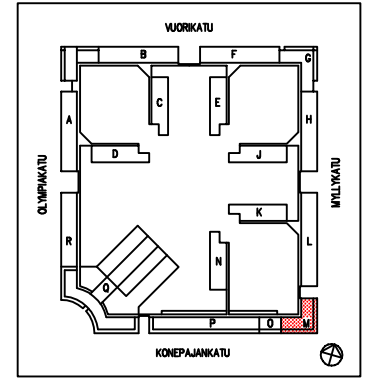 VUORIKATU
B
F
G
C
E
A
H
D
J
OLYMPIAKATU
MYLLYKATU
K
R
L
N
Q
P
O
M
KONEPAJANKATU